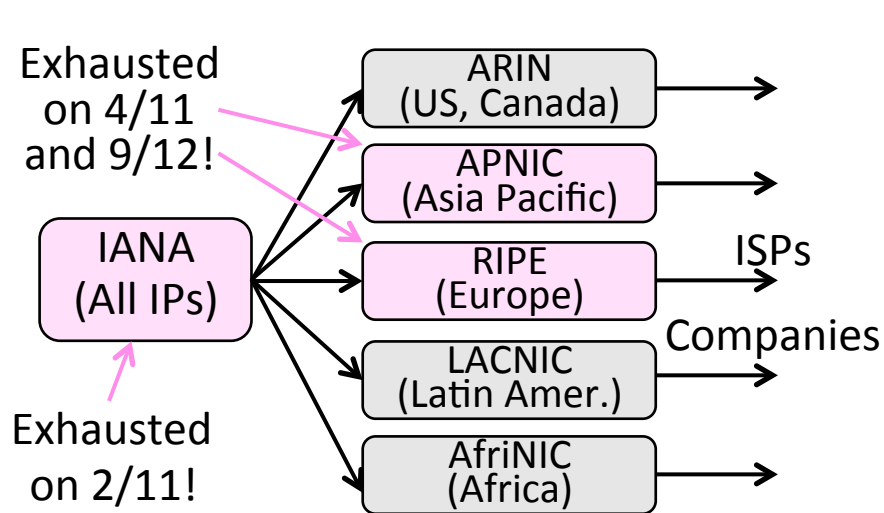 Exhausted
on 4/11
and 9/12!
IANA
(All IPs)
Exhausted
on 2/11!
ARIN
(US, Canada)
APNIC
(Asia Pacific)
RIPE
(Europe)
LACNIC
(Latin Amer.)
AfriNIC
(Africa)
ISPs
Companies